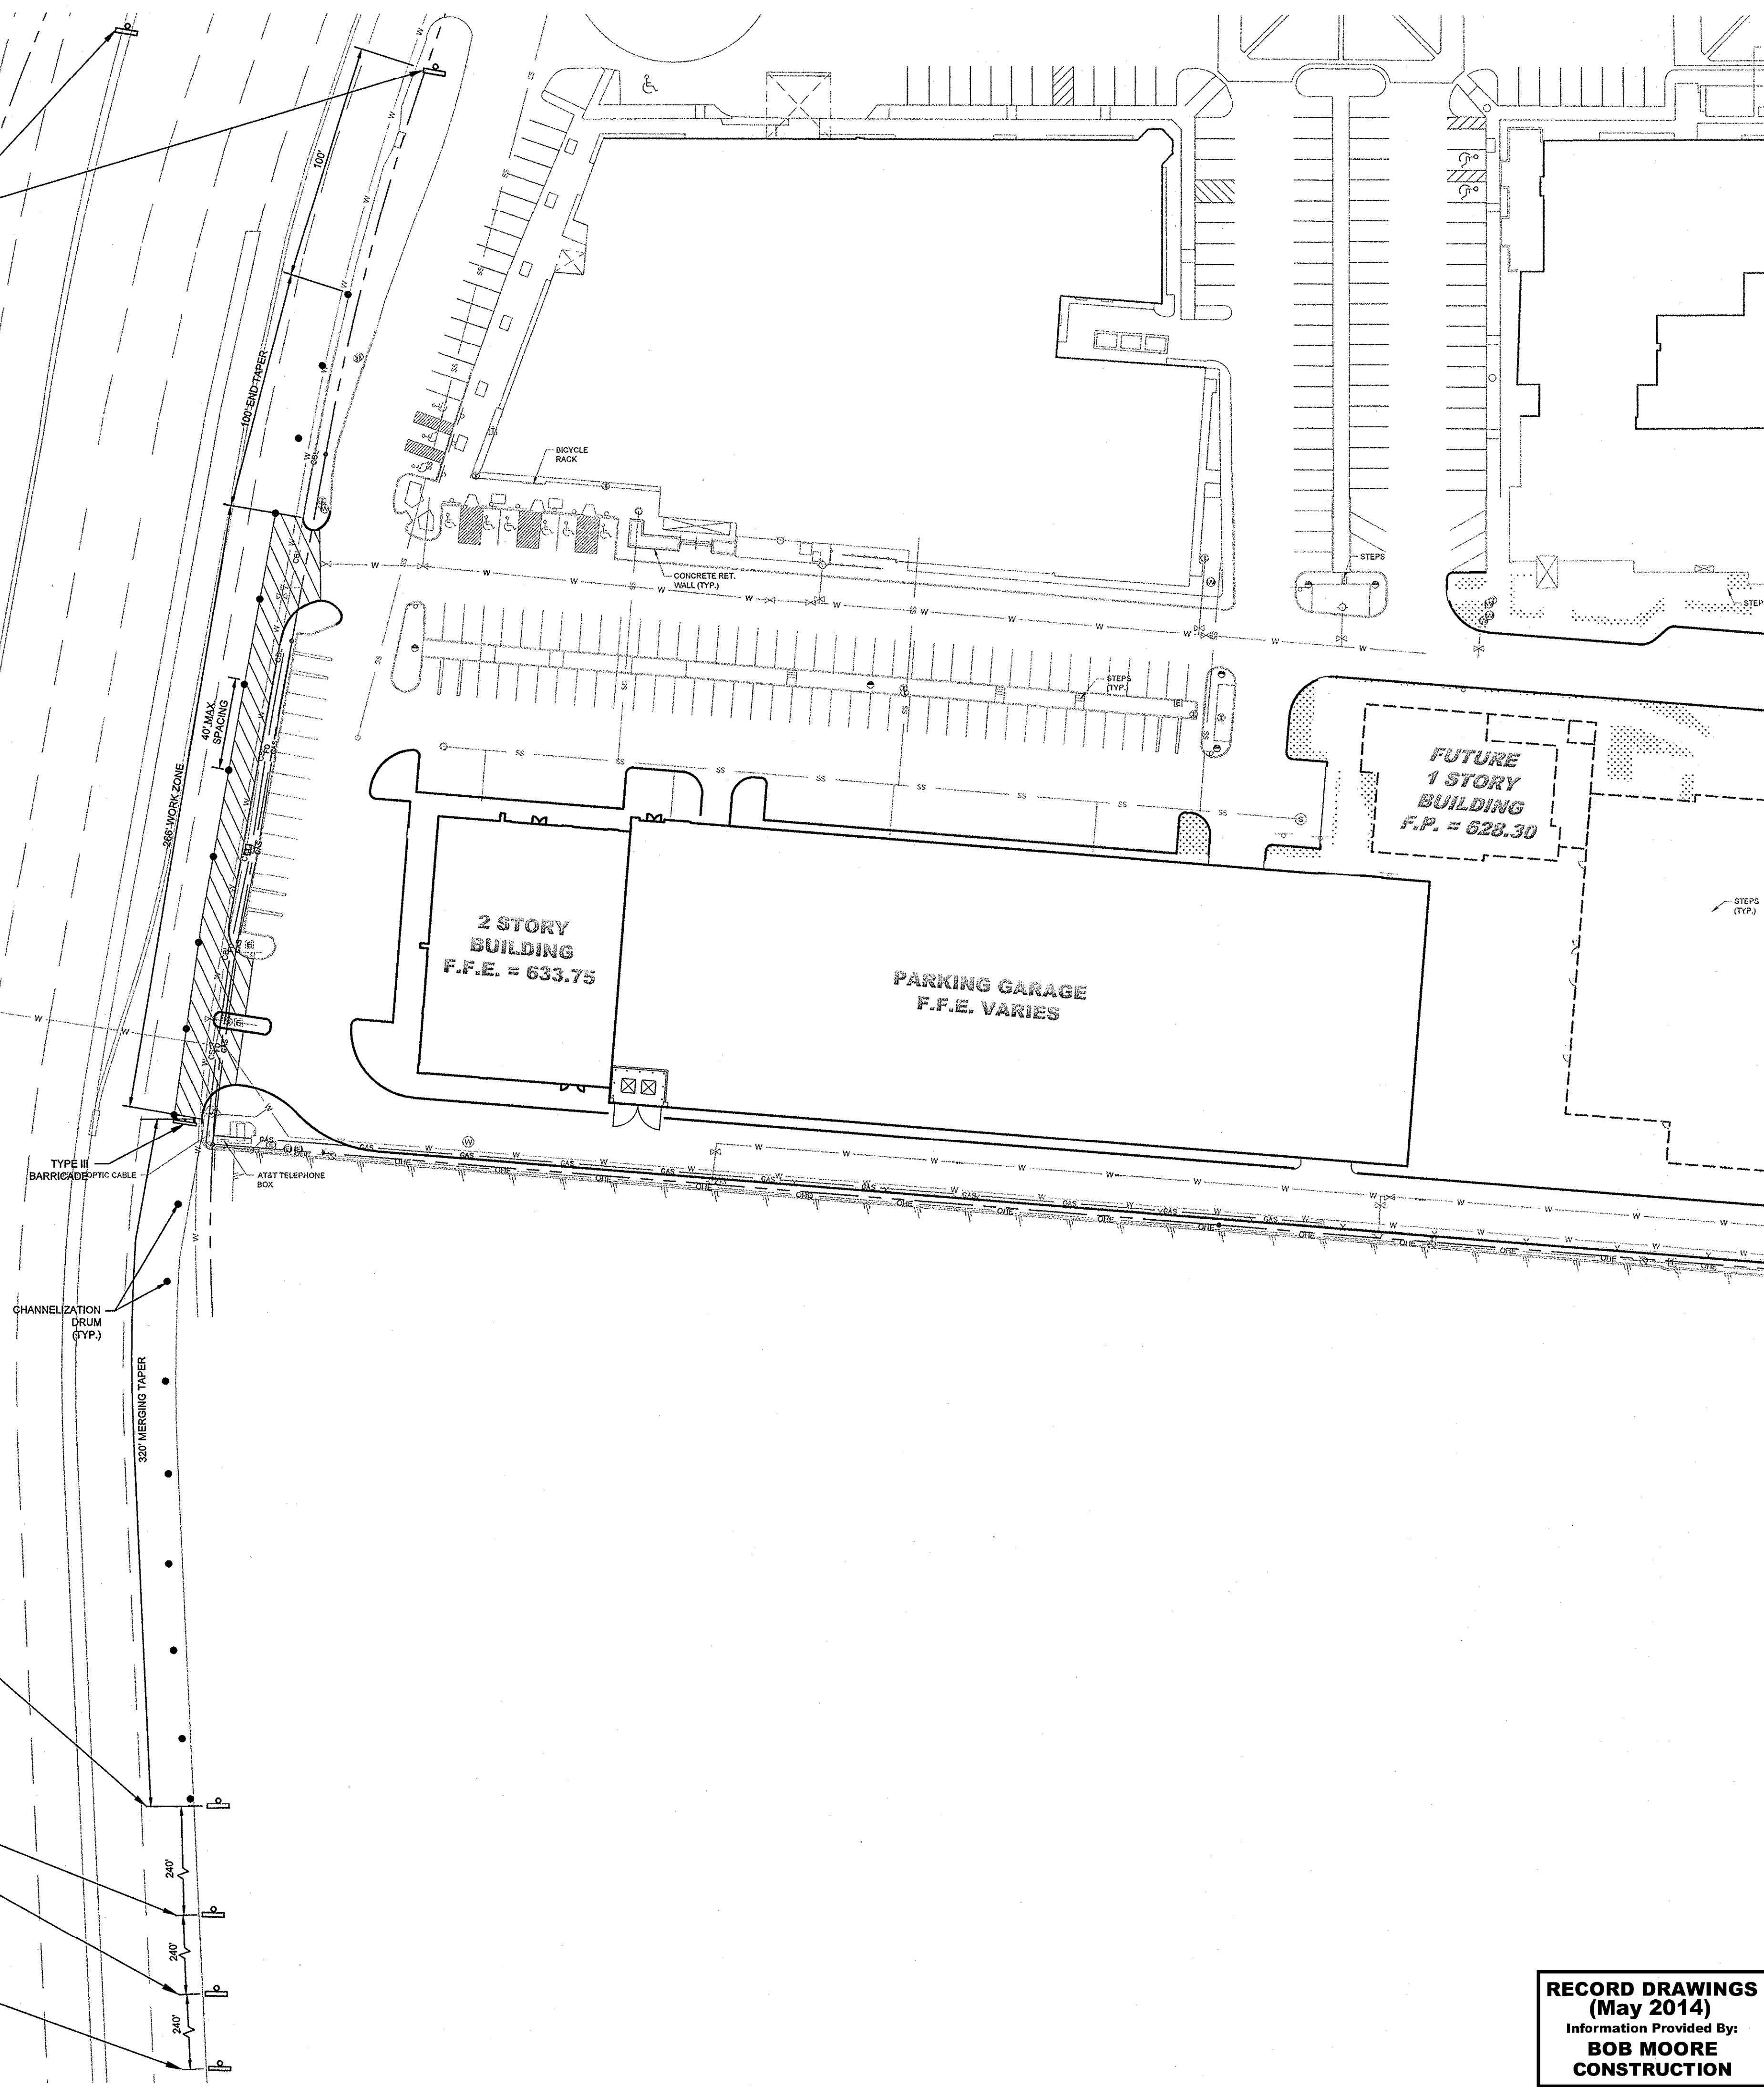 100'
100' END TAPER
BICYCLE
RACK
CONCRETE RET.
WALL (TYP.)
STEPS
STEP
40' MAX.
SPACING
266' WORK ZONE
STEPS
(TYP.)
FUTURE
1 STORY
BUILDING
F.P. = 628.30
STEPS
(TYP.)
2 STORY
BUILDING
F.F.E. = 633.75
PARKING GARAGE
F.F.E. VARIES
TYPE III
BARRICADE
OPTIC CABLE
AT&T TELEPHONE
BOX
CHANNELIZATION
DRUM
(TYP.)
320' MERGING TAPER
240'
240'
240'
RECORD DRAWINGS
(May 2014)
Information Provided By:
BOB MOORE
CONSTRUCTION